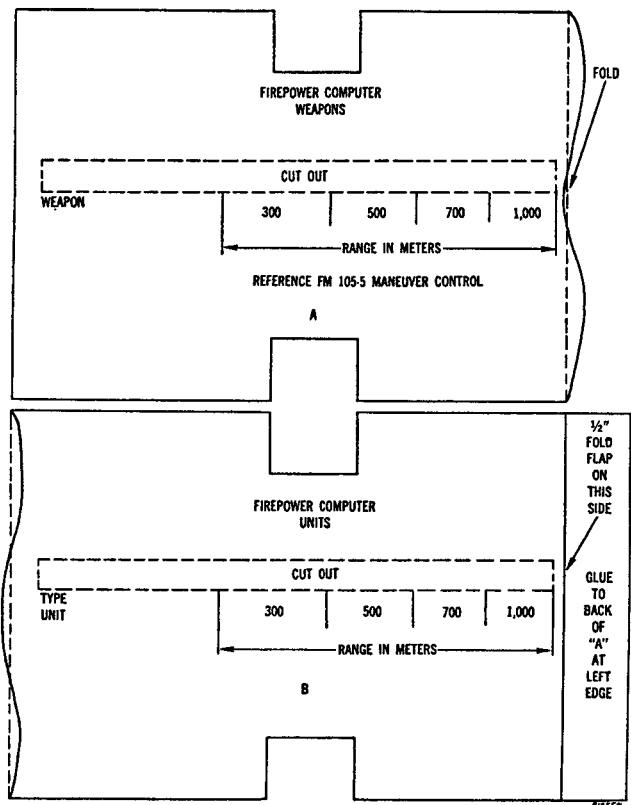 FIREPOWER COMPUTER
WEAPONS
FOLD
CUT OUT
WEAPON
300 500 700 1,000
RANGE IN METERS
REFERENCE FM 105-5 MANEUVER CONTROL
A
½"
FOLD
FLAP
ON
THIS
SIDE
FIREPOWER COMPUTER
UNITS
CUT OUT
TYPE
UNIT
300 500 700 1,000
RANGE IN METERS
B
GLUE
TO
BACK
OF
"A"
AT
LEFT
EDGE